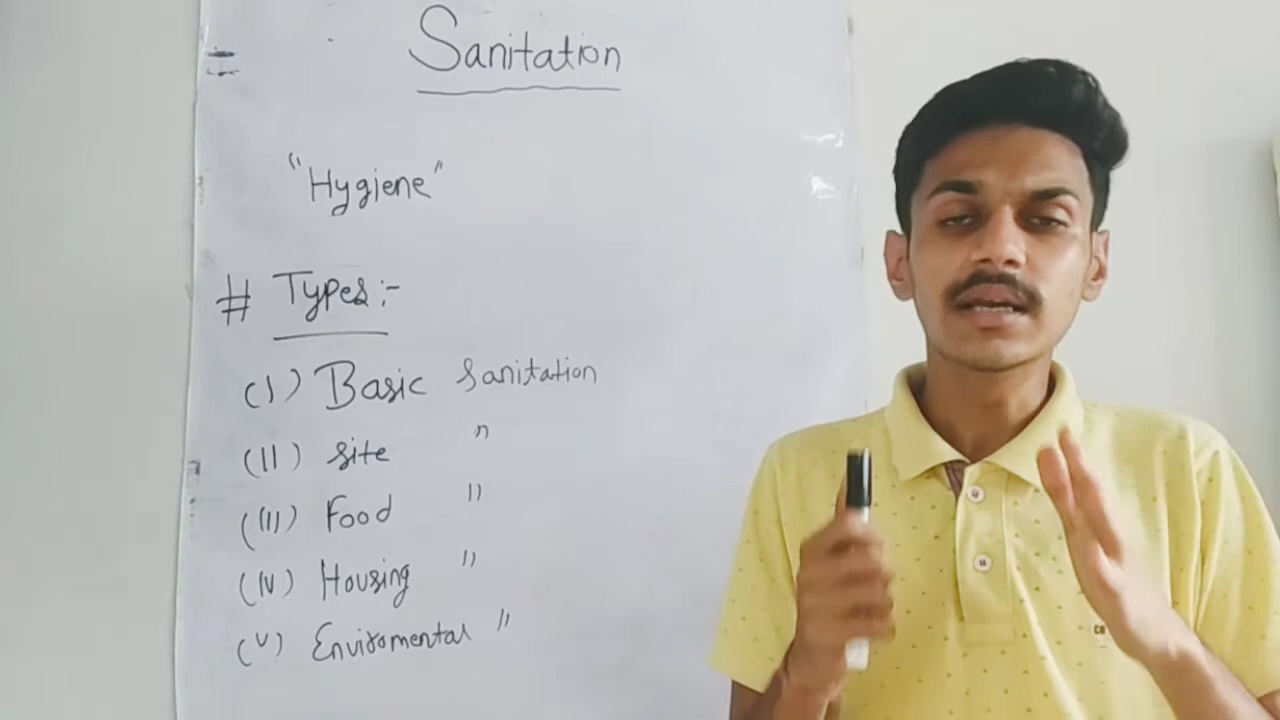 Sanitation
"Hygiene"
# Types:-
(I) Basic Sanitation
(II) Site "
(III) Food "
(IV) Housing "
(V) Enviromental "